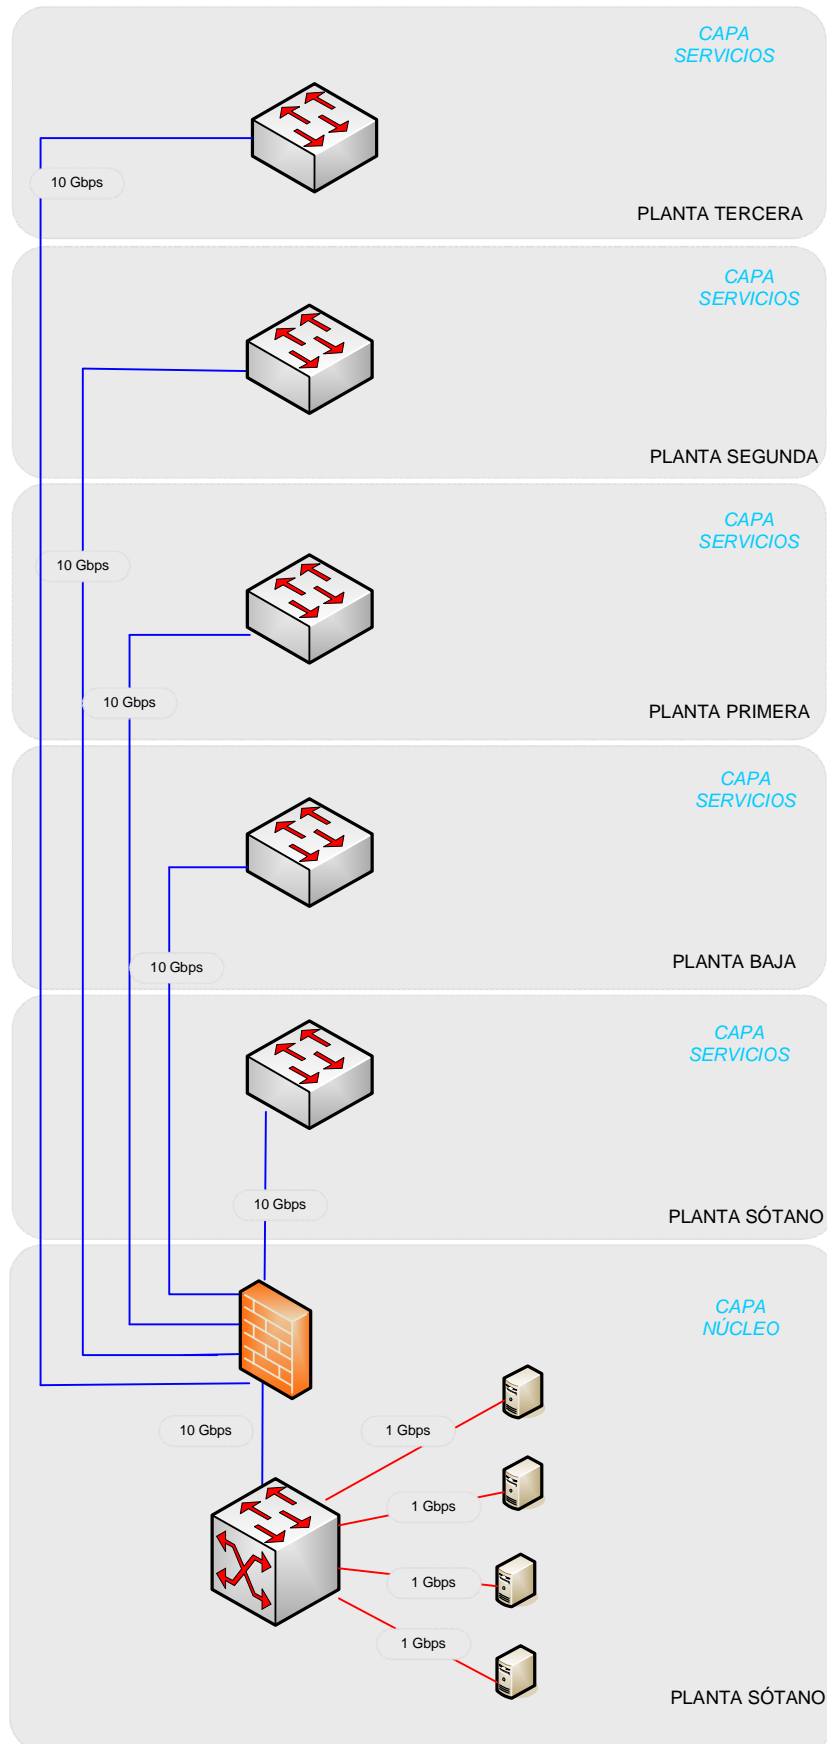 CAPA
SERVICIOS
10 Gbps
PLANTA TERCERA
CAPA
SERVICIOS
PLANTA SEGUNDA
CAPA
SERVICIOS
10 Gbps
10 Gbps
PLANTA PRIMERA
CAPA
SERVICIOS
10 Gbps
PLANTA BAJA
CAPA
SERVICIOS
10 Gbps
PLANTA SÓTANO
CAPA
NÚCLEO
10 Gbps
1 Gbps
1 Gbps
1 Gbps
1 Gbps
PLANTA SÓTANO